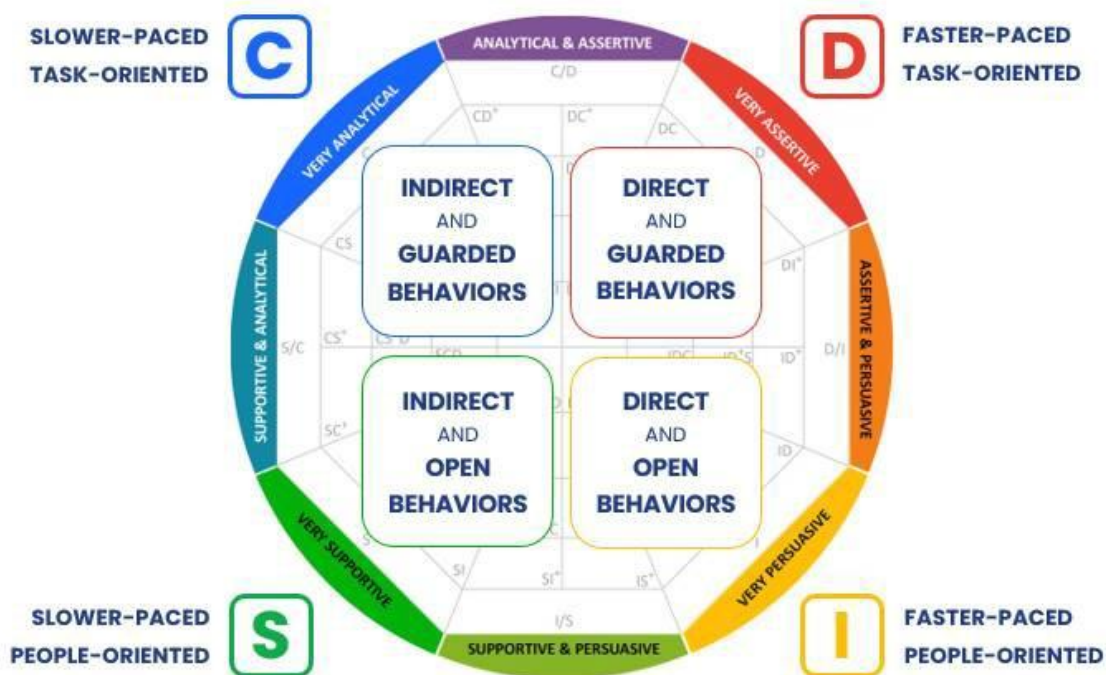 SLOWER-PACED
TASK-ORIENTED
C
ANALYTICAL & ASSERTIVE
D
FASTER-PACED
TASK-ORIENTED
C/D
VERY ANALYTICAL
CD+
DC+
DC
VERY ASSERTIVE
C
D
INDIRECT
AND
GUARDED
BEHAVIORS
DIRECT
AND
GUARDED
BEHAVIORS
CS
DI+
SUPPORTIVE & ANALYTICAL
S/C
CS+
ID+S
ID+
D/I
ASSERTIVE & PERSUASIVE
INDIRECT
AND
OPEN
BEHAVIORS
DIRECT
AND
OPEN
BEHAVIORS
SC+
ID
S
I
VERY SUPPORTIVE
SI
SI+
IS+
VERY PERSUASIVE
I/S
SUPPORTIVE & PERSUASIVE
SLOWER-PACED
PEOPLE-ORIENTED
S
I
FASTER-PACED
PEOPLE-ORIENTED